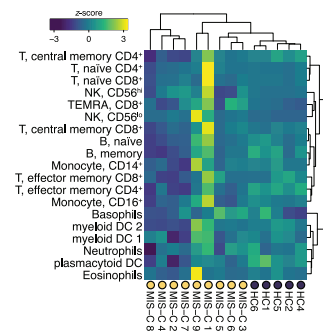 z-score
−3 0 3
T, central memory CD4⁺
T, naïve CD4⁺
T, naïve CD8⁺
NK, CD56ʰⁱ
TEMRA, CD8⁺
NK, CD56ˡᵒ
T, central memory CD8⁺
B, naïve
B, memory
Monocyte, CD14⁺
T, effector memory CD8⁺
T, effector memory CD4⁺
Monocyte, CD16⁺
Basophils
myeloid DC 2
myeloid DC 1
Neutrophils
plasmacytoid DC
Eosinophils
MIS-C 8
MIS-C 4
MIS-C 2
MIS-C 7
MIS-C 9
MIS-C 1
MIS-C 5
MIS-C 6
MIS-C 3
HC6
HC1
HC5
HC2
HC4